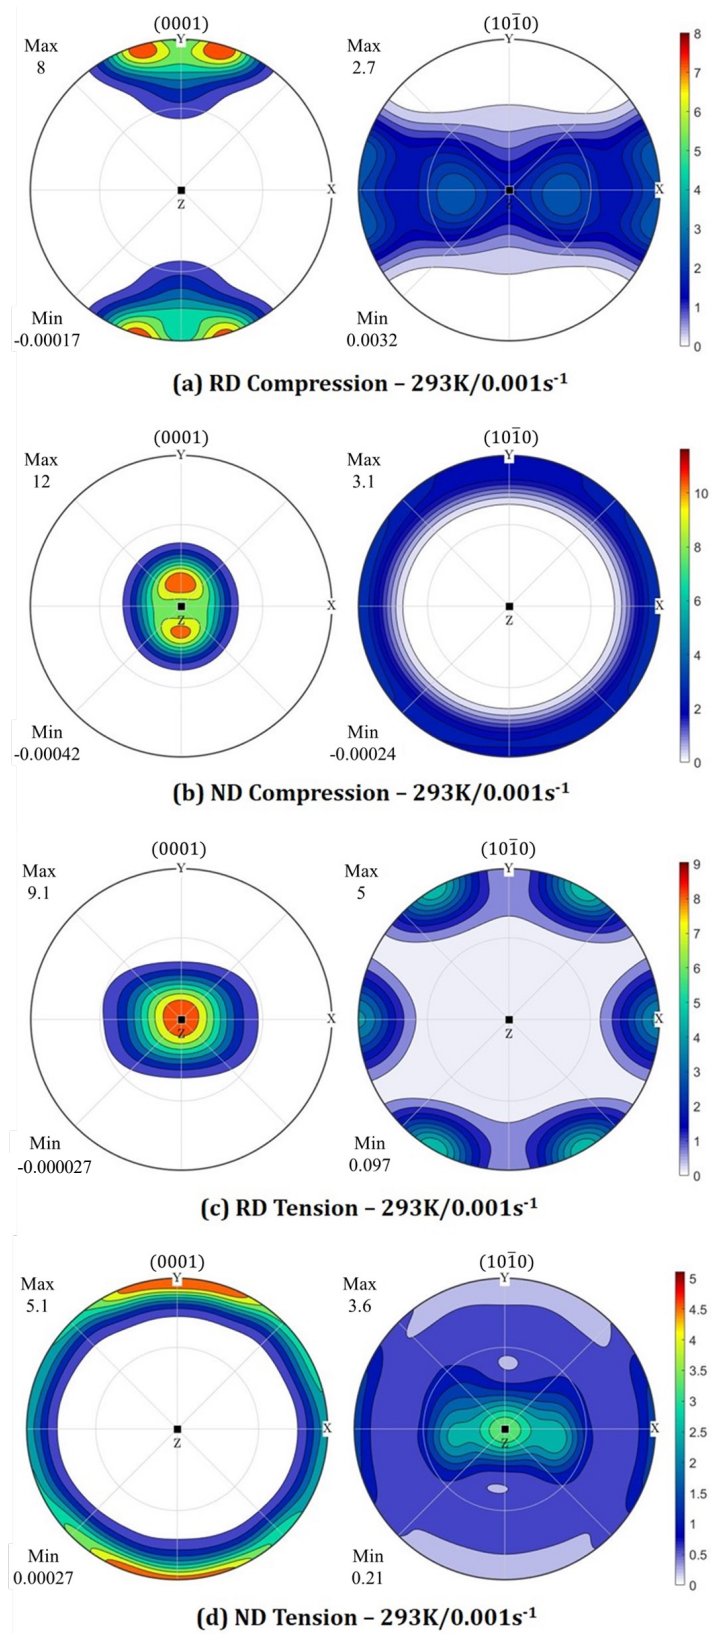 (0001) (10\bar{1}0)
Max 8 Y Max 2.7 Y
X Z X Z
Min -0.00017 Min 0.0032
8
7
6
5
4
3
2
1
0
(a) RD Compression – 293K/0.001s⁻¹
(0001) (101̅0)
Max 12 Y Max 3.1 Y
X Z X Z
Min -0.00042 Min -0.00024
10
8
6
4
2
0
(b) ND Compression – 293K/0.001s⁻¹
(0001) (101̅0)
Max 9.1 Y Max 5 Y
X Z X Z
Min -0.000027 Min 0.097
9
8
7
6
5
4
3
2
1
0
(c) RD Tension – 293K/0.001s⁻¹
(0001) (101̅0)
Max 5.1 Y Max 3.6 Y
X Z X Z
Min 0.00027 Min 0.21
5
4.5
4
3.5
3
2.5
2
1.5
1
0.5
0
(d) ND Tension – 293K/0.001s⁻¹